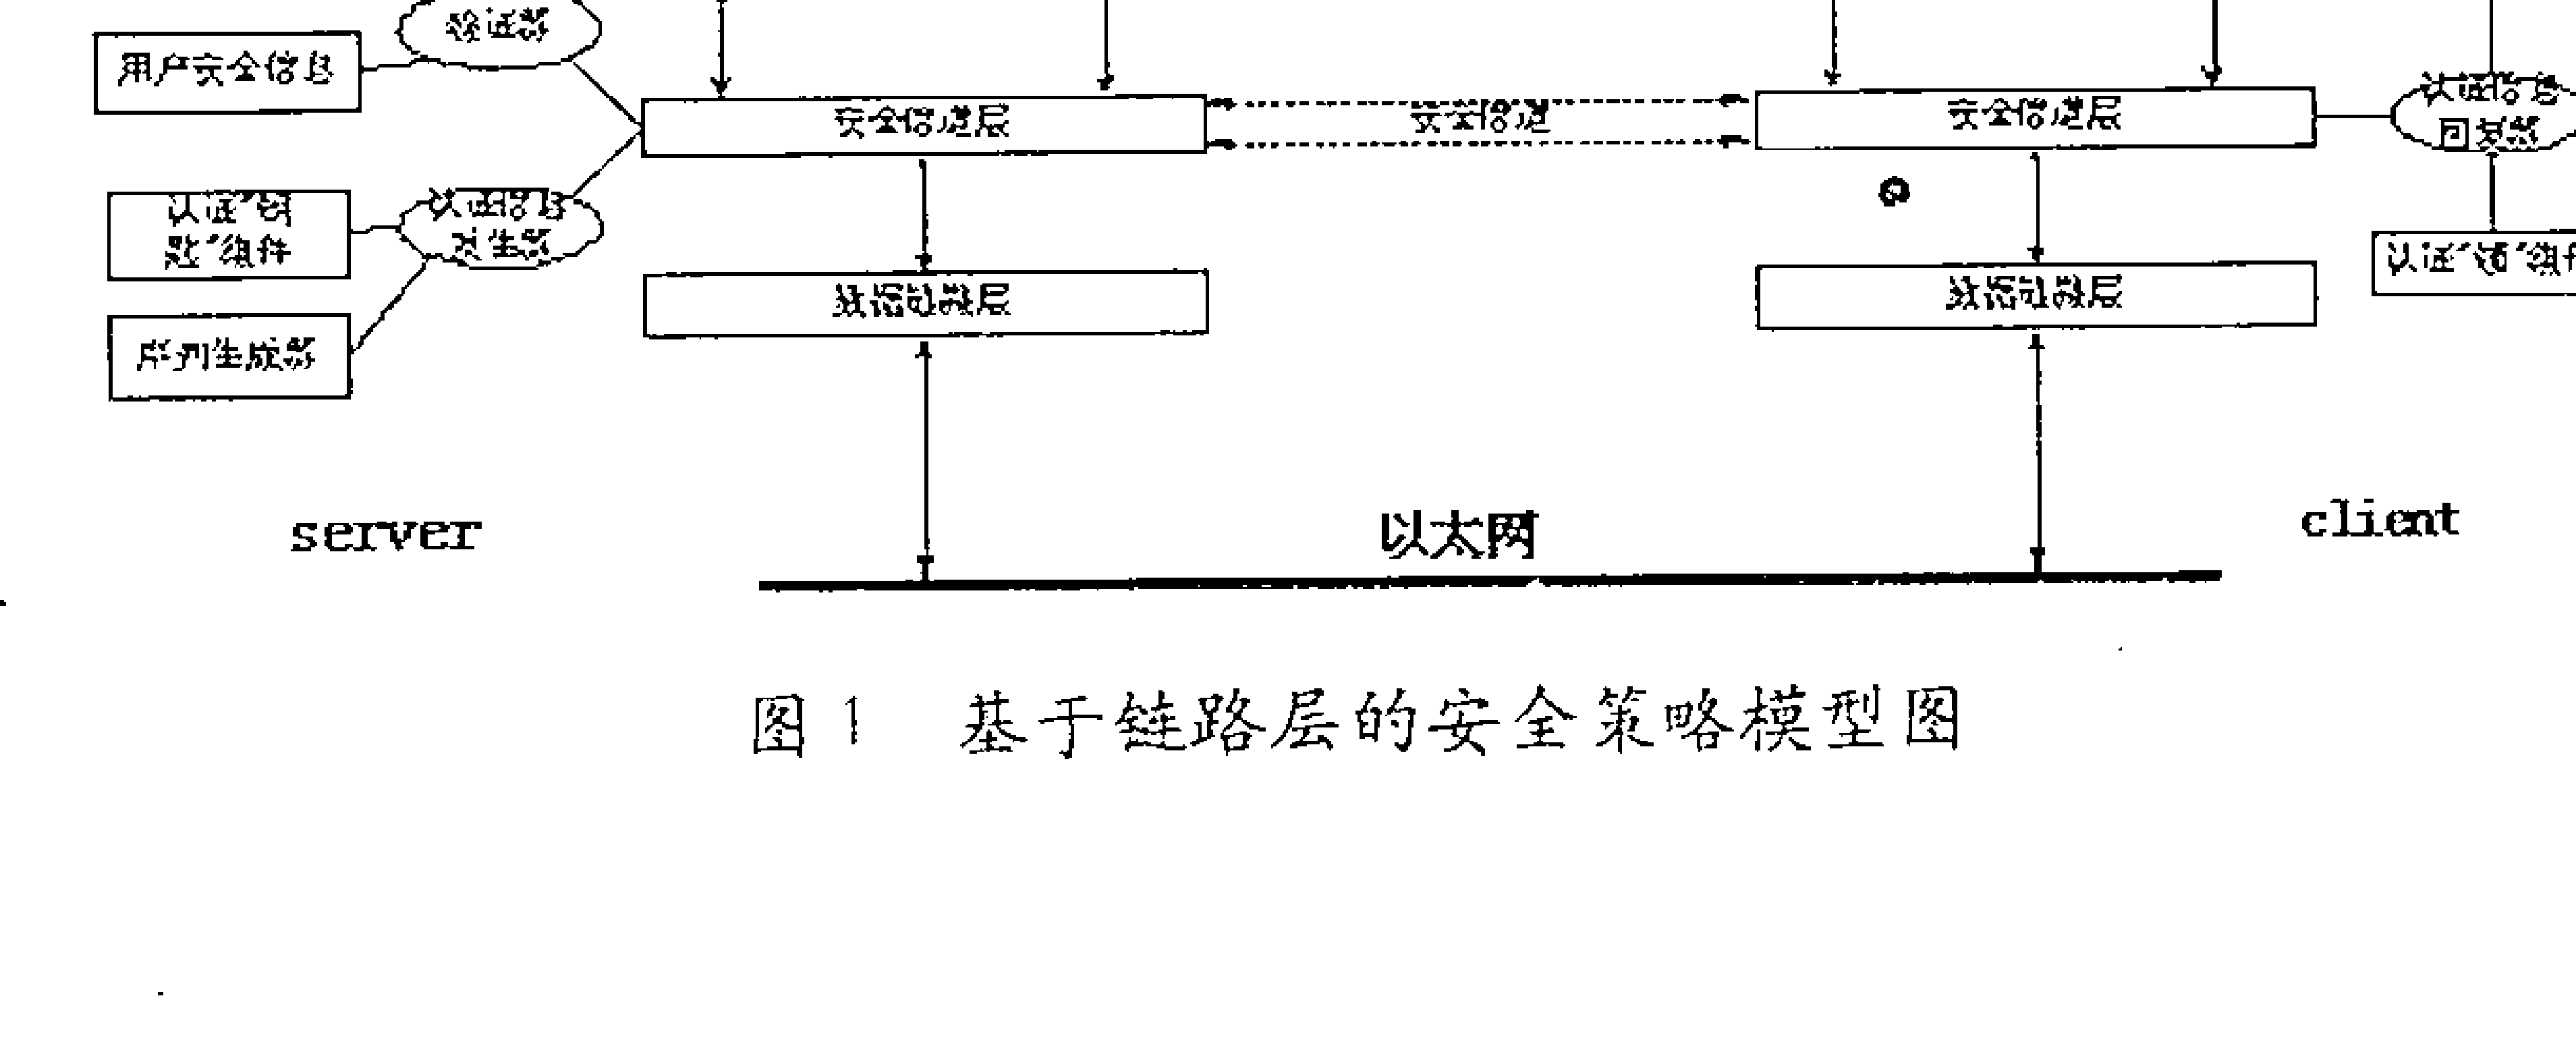 验证器
用户安全信息
安全信道层
安全信道
安全信道层
认证信息
回复器
认证“钥
匙”组件
认证信息
发生器
认证“锁”组件
数据链路层
数据链路层
序列生成器
server
以太网
client
图1 基于链路层的安全策略模型图